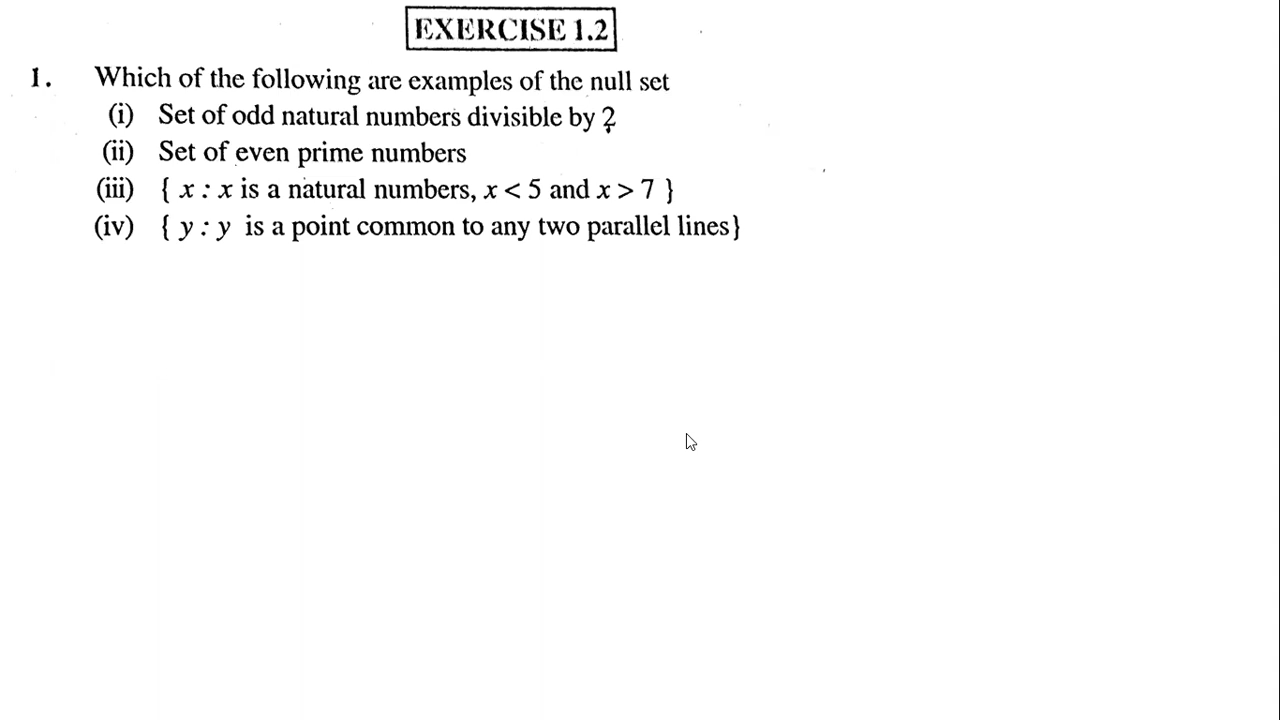 EXERCISE 1.2
1. Which of the following are examples of the null set
(i) Set of odd natural numbers divisible by 2
(ii) Set of even prime numbers
(iii) { x : x is a natural numbers, x < 5 and x > 7 }
(iv) { y : y is a point common to any two parallel lines}